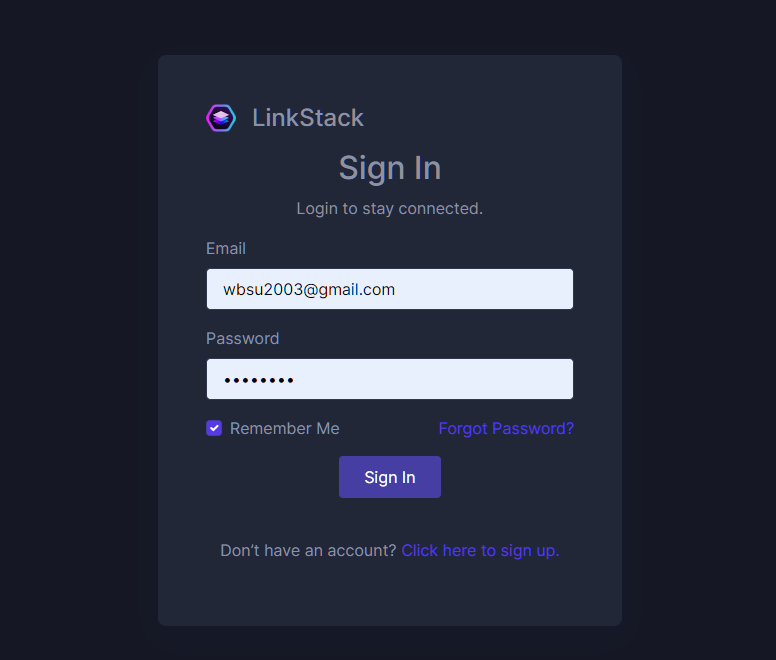 LinkStack
Sign In
Login to stay connected.
Email
wbsu2003@gmail.com
Password
••••••••
Remember Me Forgot Password?
Sign In
Don’t have an account? Click here to sign up.